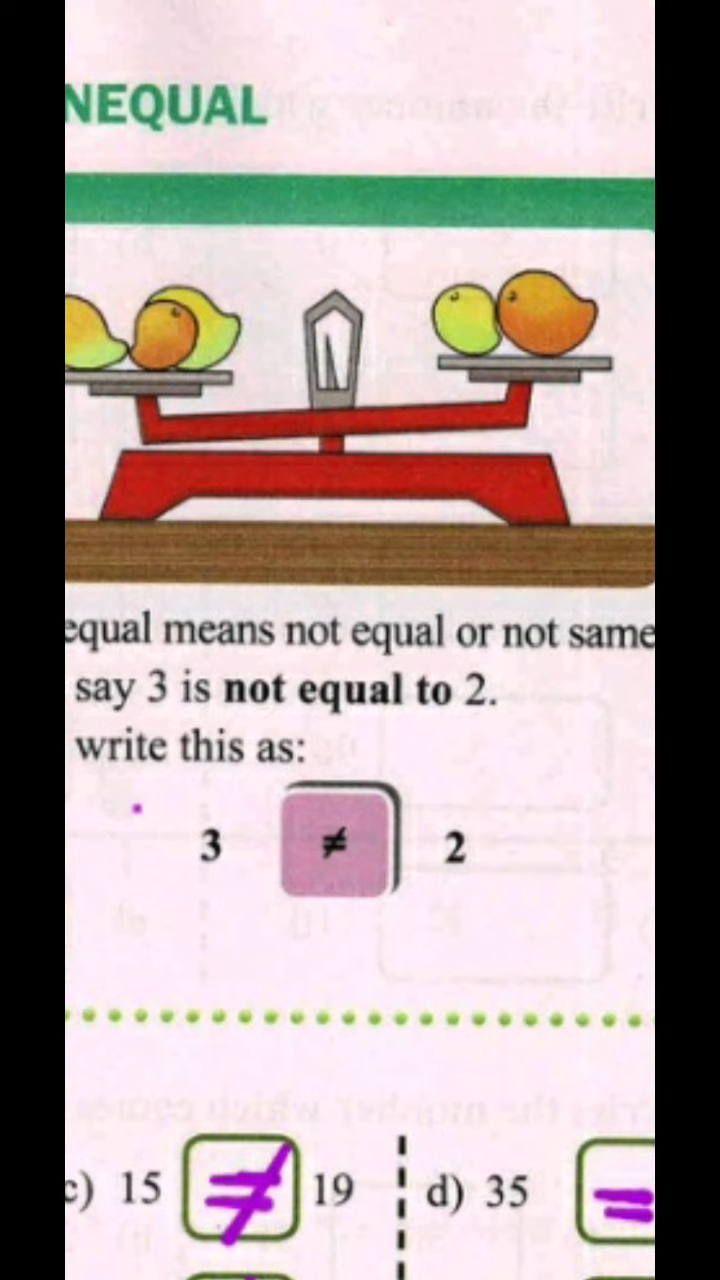 NEQUAL
equal means not equal or not same
say 3 is not equal to 2.
write this as:
3 ≠ 2
c) 15 ≠ 19 d) 35 =